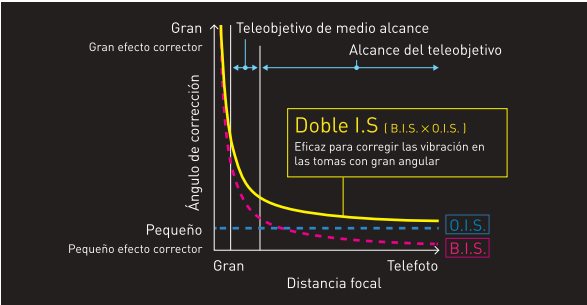 Gran
Teleobjetivo de medio alcance
Gran efecto corrector
Alcance del teleobjetivo
Ángulo de corrección
Doble I.S [ B.I.S. × O.I.S. ]
Eficaz para corregir las vibración en
las tomas con gran angular
Pequeño
O.I.S.
Pequeño efecto corrector
B.I.S.
Gran
Telefoto
Distancia focal